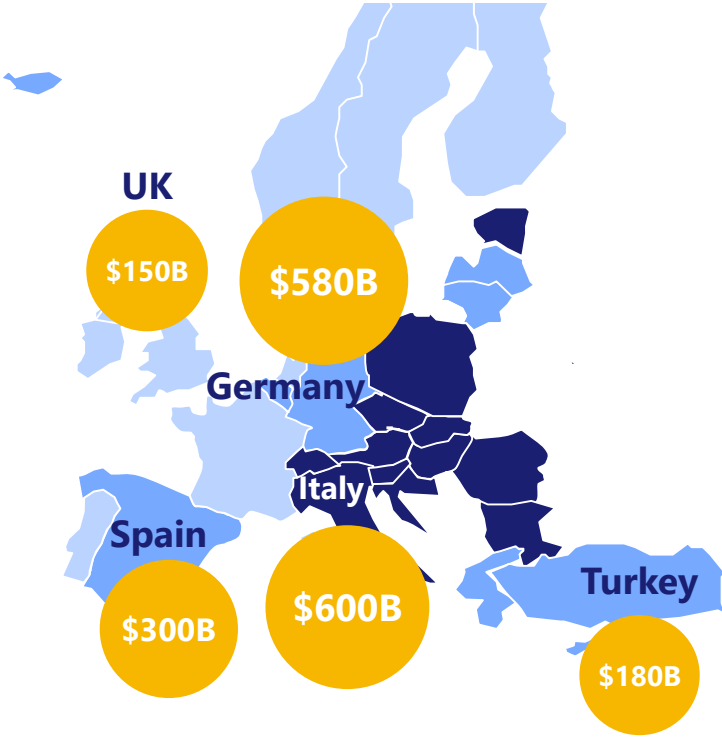 UK
$150B
$580B
Germany
Italy
Spain
$300B
$600B
Turkey
$180B